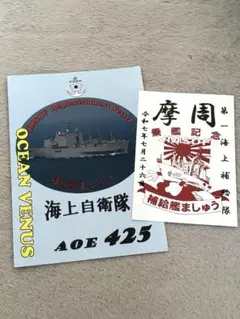 OCEAN VENUS
海上自衛隊
AOE 425
第一海上補給隊
摩周
乗艦記念
令和七年七月二十六
補給艦ましゅう